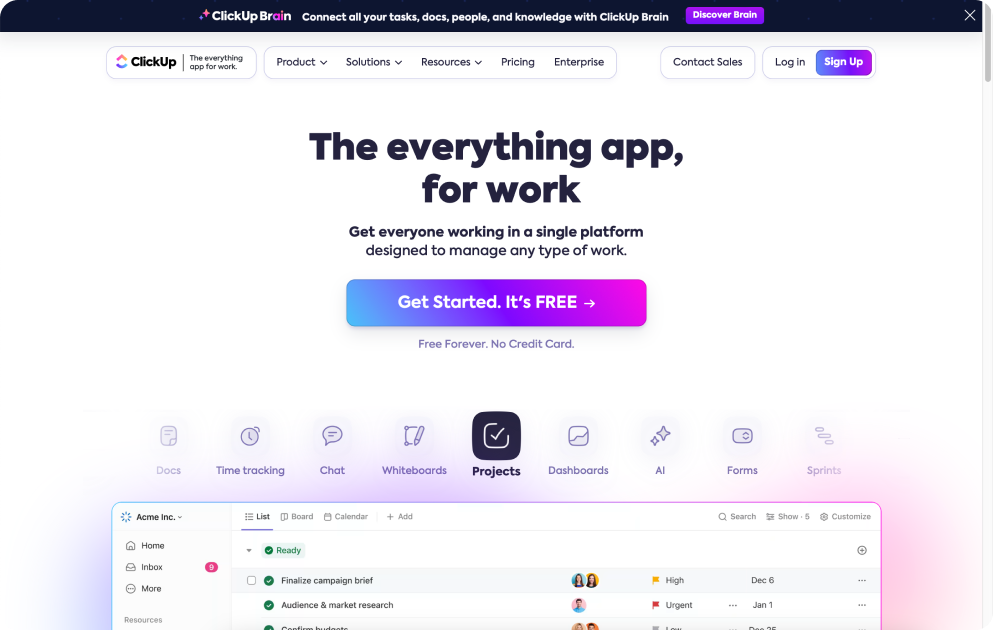 ClickUp Brain Connect all your tasks, docs, people, and knowledge with ClickUp Brain Discover Brain
ClickUp The everything app for work. Product Solutions Resources Pricing Enterprise Contact Sales Log in Sign Up
The everything app,
for work
Get everyone working in a single platform
designed to manage any type of work.
Get Started. It's FREE →
Free Forever. No Credit Card.
Docs Time tracking Chat Whiteboards Projects Dashboards AI Forms Sprints
Acme Inc. List Board Calendar + Add Search Show · 5 Customize
Home
Ready
Inbox 9
Finalize campaign brief High Dec 6 ...
More
Audience & market research Urgent ... Jan 1 ...
Resources
Confirm budgets Low Dec 25